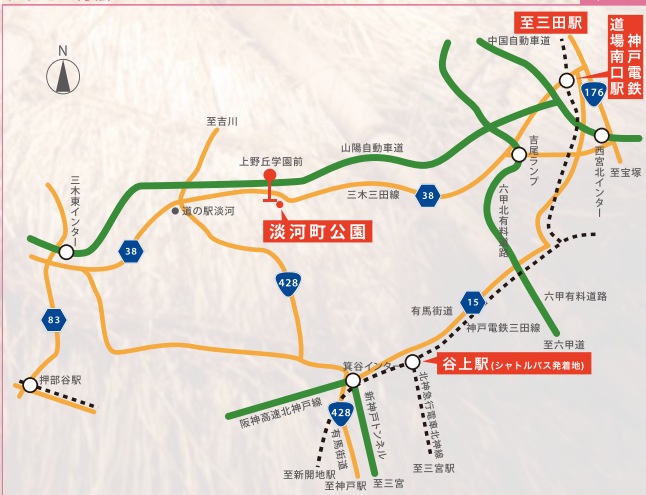 至三田駅
神戸電鉄
道場南口駅
中国自動車道
N
176
至吉川
上野丘学園前
山陽自動車道
吉尾ランプ
西宮北インター
至宝塚
三木東インター
道の駅淡河
三木三田線
38
六甲北有料道路
淡河町公園
38
428
15
有馬街道
六甲有料道路
神戸電鉄三田線
83
至六甲道
箕谷インタ
谷上駅(シャトルバス発着地)
押部谷駅
阪神高速北神戸線
428
新神戸トンネル
北神急行電車北神線
有馬街道
至新開地駅
至神戸駅
至三宮
至三宮駅